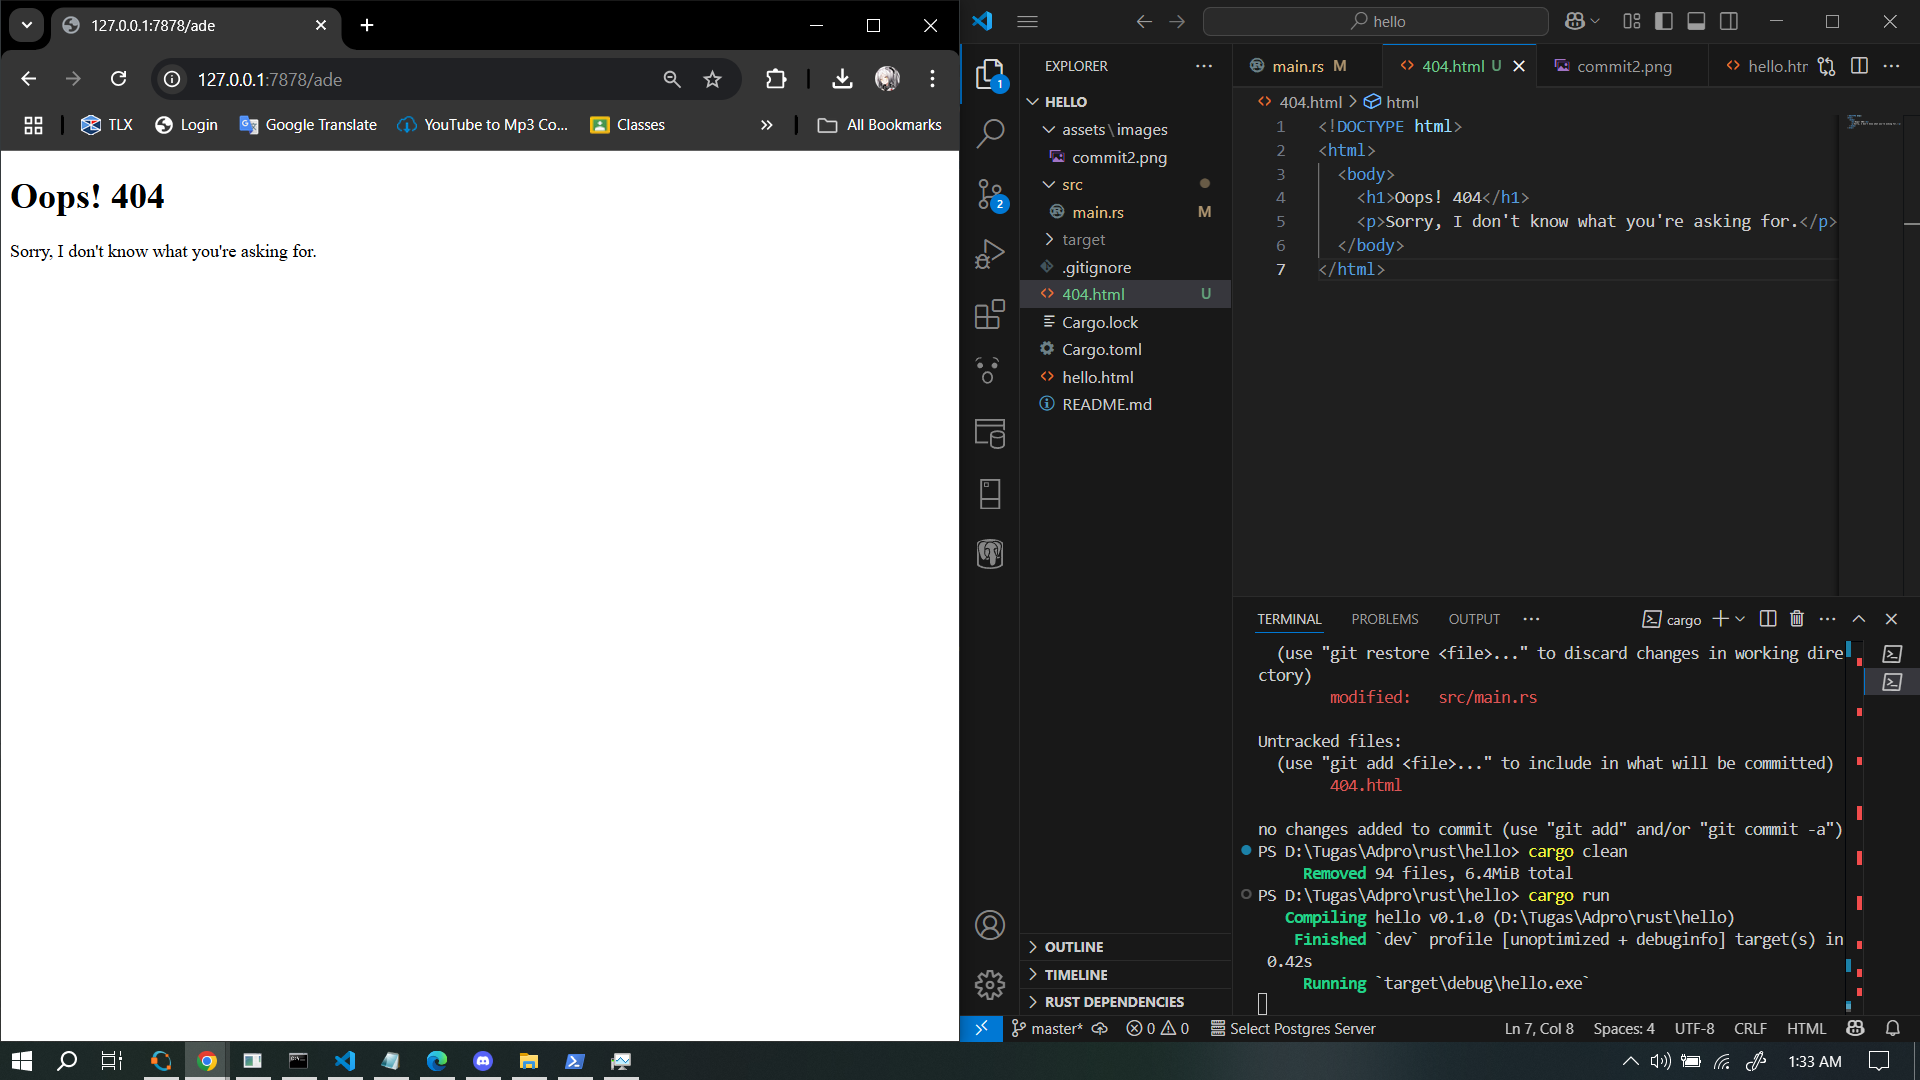 127.0.0.1:7878/ade
127.0.0.1:7878/ade
TLX
Login
Google Translate
YouTube to Mp3 Co...
Classes
All Bookmarks
Oops! 404
Sorry, I don't know what you're asking for.
hello
EXPLORER
HELLO
assets\images
commit2.png
src
main.rs M
target
.gitignore
404.html U
Cargo.lock
Cargo.toml
hello.html
README.md
OUTLINE
TIMELINE
RUST DEPENDENCIES
1
2
main.rs M
404.html U
commit2.png
hello.htr
404.html > html
1 <!DOCTYPE html>
2 <html>
3 <body>
4 <h1>Oops! 404</h1>
5 <p>Sorry, I don't know what you're asking for.</p>
6 </body>
7 </html>
TERMINAL PROBLEMS OUTPUT
cargo
(use "git restore <file>..." to discard changes in working dire
ctory)
modified: src/main.rs
Untracked files:
(use "git add <file>..." to include in what will be committed)
404.html
no changes added to commit (use "git add" and/or "git commit -a")
PS D:\Tugas\Adpro\rust\hello> cargo clean
Removed 94 files, 6.4MiB total
PS D:\Tugas\Adpro\rust\hello> cargo run
Compiling hello v0.1.0 (D:\Tugas\Adpro\rust\hello)
Finished `dev` profile [unoptimized + debuginfo] target(s) in
0.42s
Running `target\debug\hello.exe`
master* 0 0 Select Postgres Server
Ln 7, Col 8 Spaces: 4 UTF-8 CRLF HTML
1:33 AM